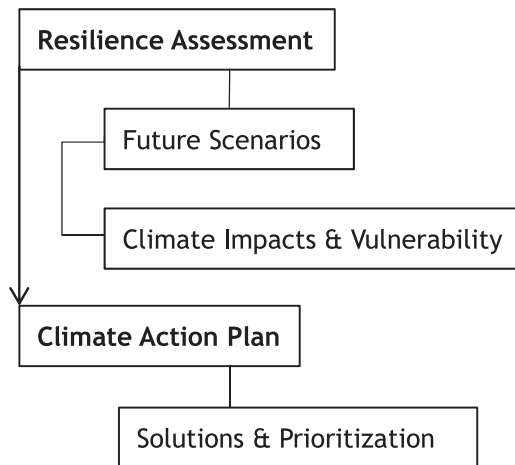 Resilience Assessment
Future Scenarios
Climate Impacts & Vulnerability
Climate Action Plan
Solutions & Prioritization